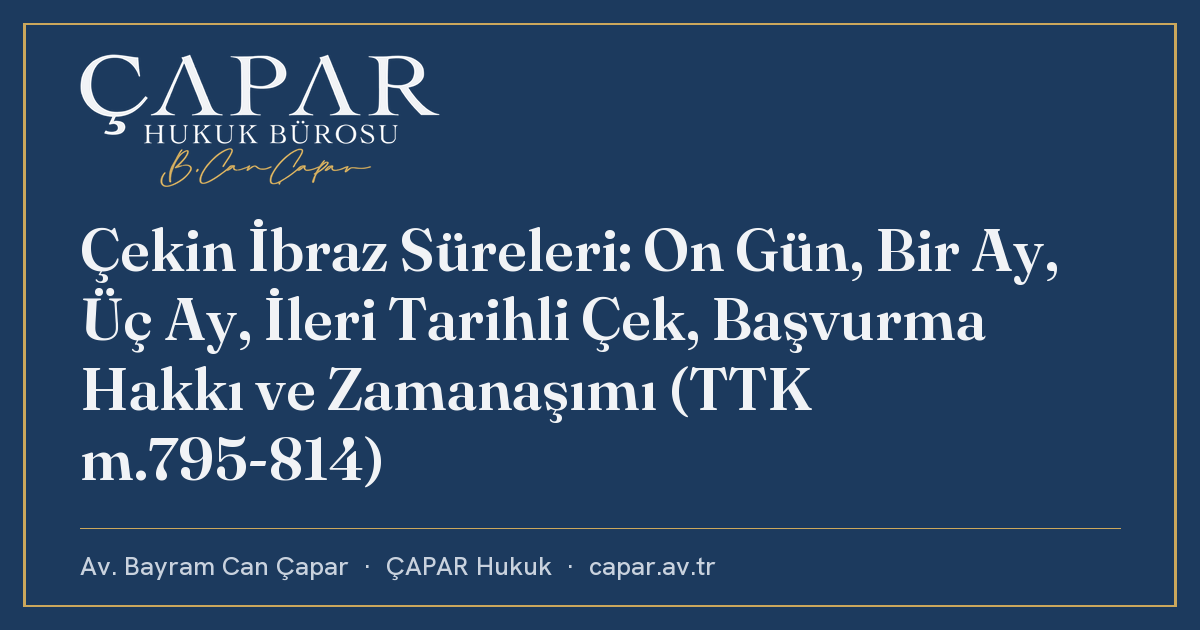 ÇAPAR
HUKUK BÜROSU
B.Can Çapar
Çekin İbraz Süreleri: On Gün, Bir Ay,
Üç Ay, İleri Tarihli Çek, Başvurma
Hakkı ve Zamanaşımı (TTK
m.795-814)
Av. Bayram Can Çapar · ÇAPAR Hukuk · capar.av.tr